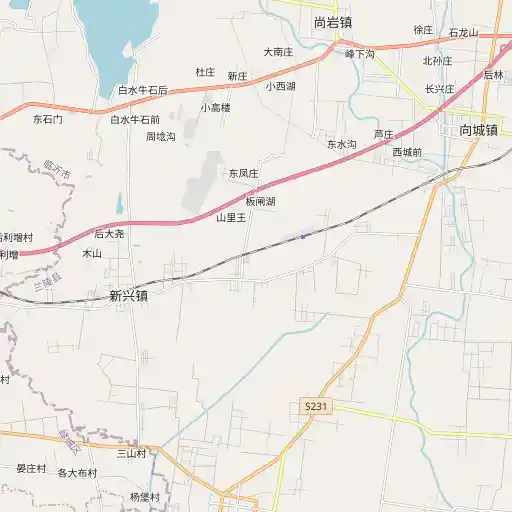 尚岩镇
徐庄
石龙山
大南庄
峰下沟
北孙庄
杜庄
新庄
后林
小西湖
长兴庄
白水牛石后
小高楼
东石门
白水牛石前
周埝沟
芦庄
向城镇
东水沟
西城前
临沂市
东凤庄
板闸湖
山里王
后大尧
后利增村
木山
利增
兰陵县
新兴镇
S231
村
峄城区
三山村
晏庄村
各大布村
杨堡村